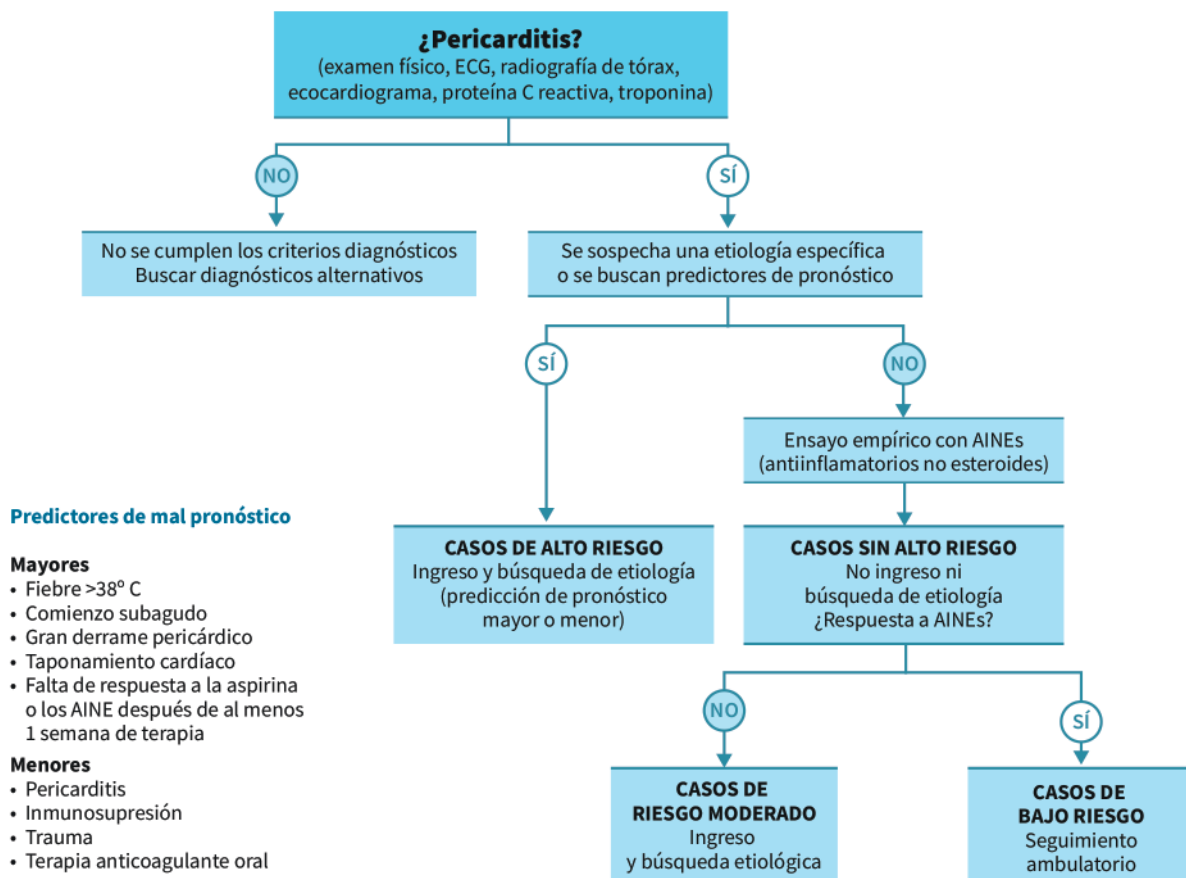 ¿Pericarditis?
(examen físico, ECG, radiografía de tórax,
ecocardiograma, proteína C reactiva, troponina)
NO
SÍ
No se cumplen los criterios diagnósticos
Buscar diagnósticos alternativos
Se sospecha una etiología específica
o se buscan predictores de pronóstico
SÍ
NO
Ensayo empírico con AINEs
(antiinflamatorios no esteroides)
CASOS DE ALTO RIESGO
Ingreso y búsqueda de etiología
(predicción de pronóstico
mayor o menor)
CASOS SIN ALTO RIESGO
No ingreso ni
búsqueda de etiología
¿Respuesta a AINEs?
NO
SÍ
CASOS DE
RIESGO MODERADO
Ingreso
y búsqueda etiológica
CASOS DE
BAJO RIESGO
Seguimiento
ambulatorio
Predictores de mal pronóstico
Mayores
• Fiebre >38º C
• Comienzo subagudo
• Gran derrame pericárdico
• Taponamiento cardíaco
• Falta de respuesta a la aspirina
o los AINE después de al menos
1 semana de terapia
Menores
• Pericarditis
• Inmunosupresión
• Trauma
• Terapia anticoagulante oral